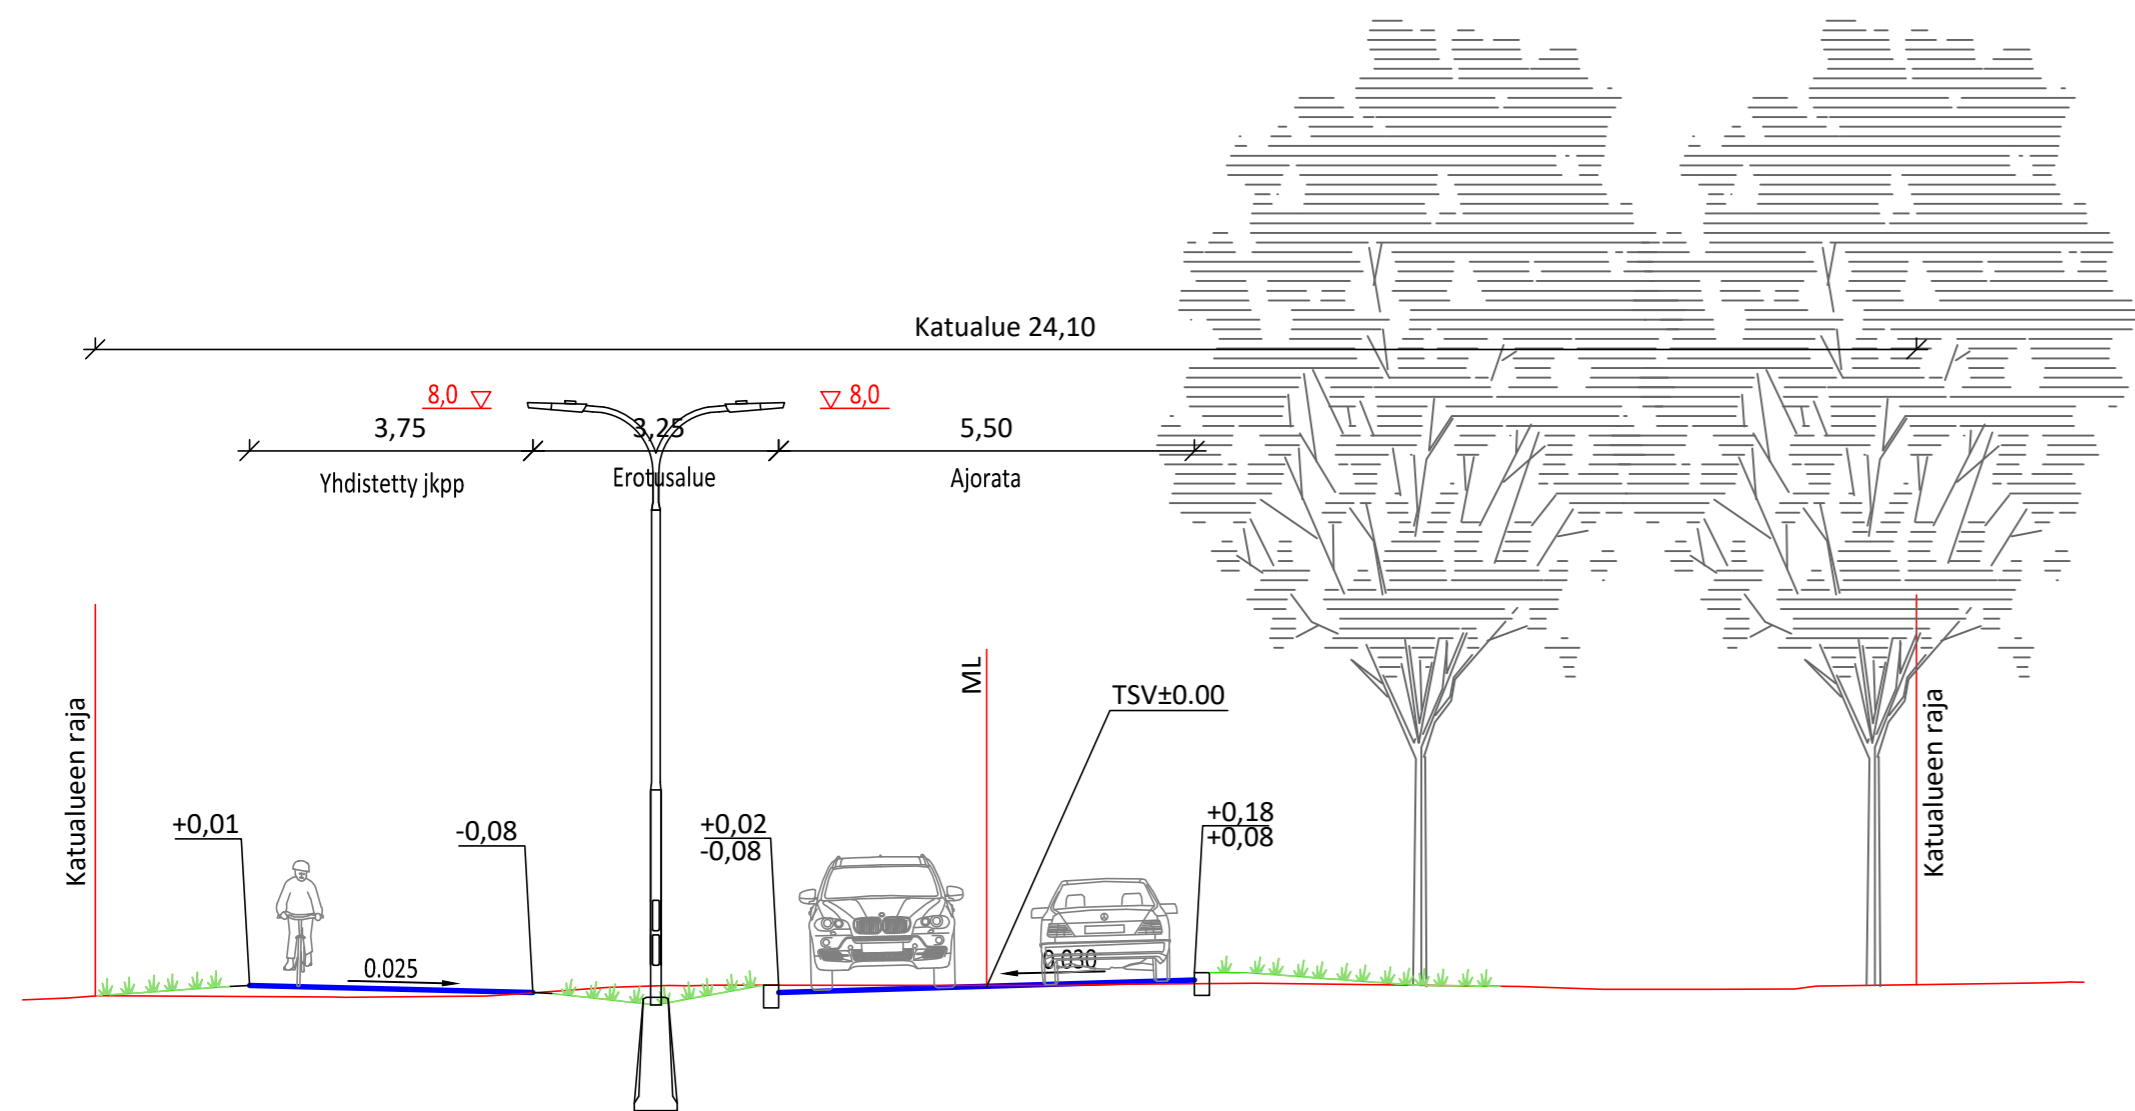 Katualue 24,10
8,0
8,0
3,75
3,25
5,50
Yhdistetty jkpp
Erotusalue
Ajorata
Katualueen raja
ML
TSV±0.00
Katualueen raja
+0,01
-0,08
+0,02
-0,08
+0,18
+0,08
0.025
0.030